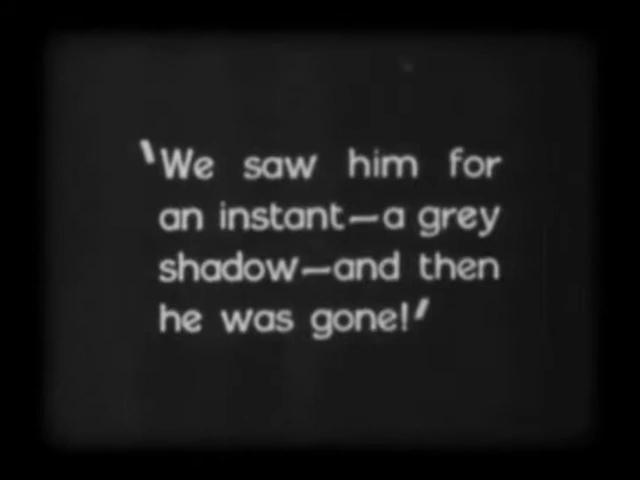 'We saw him for
an instant—a grey
shadow—and then
he was gone!'